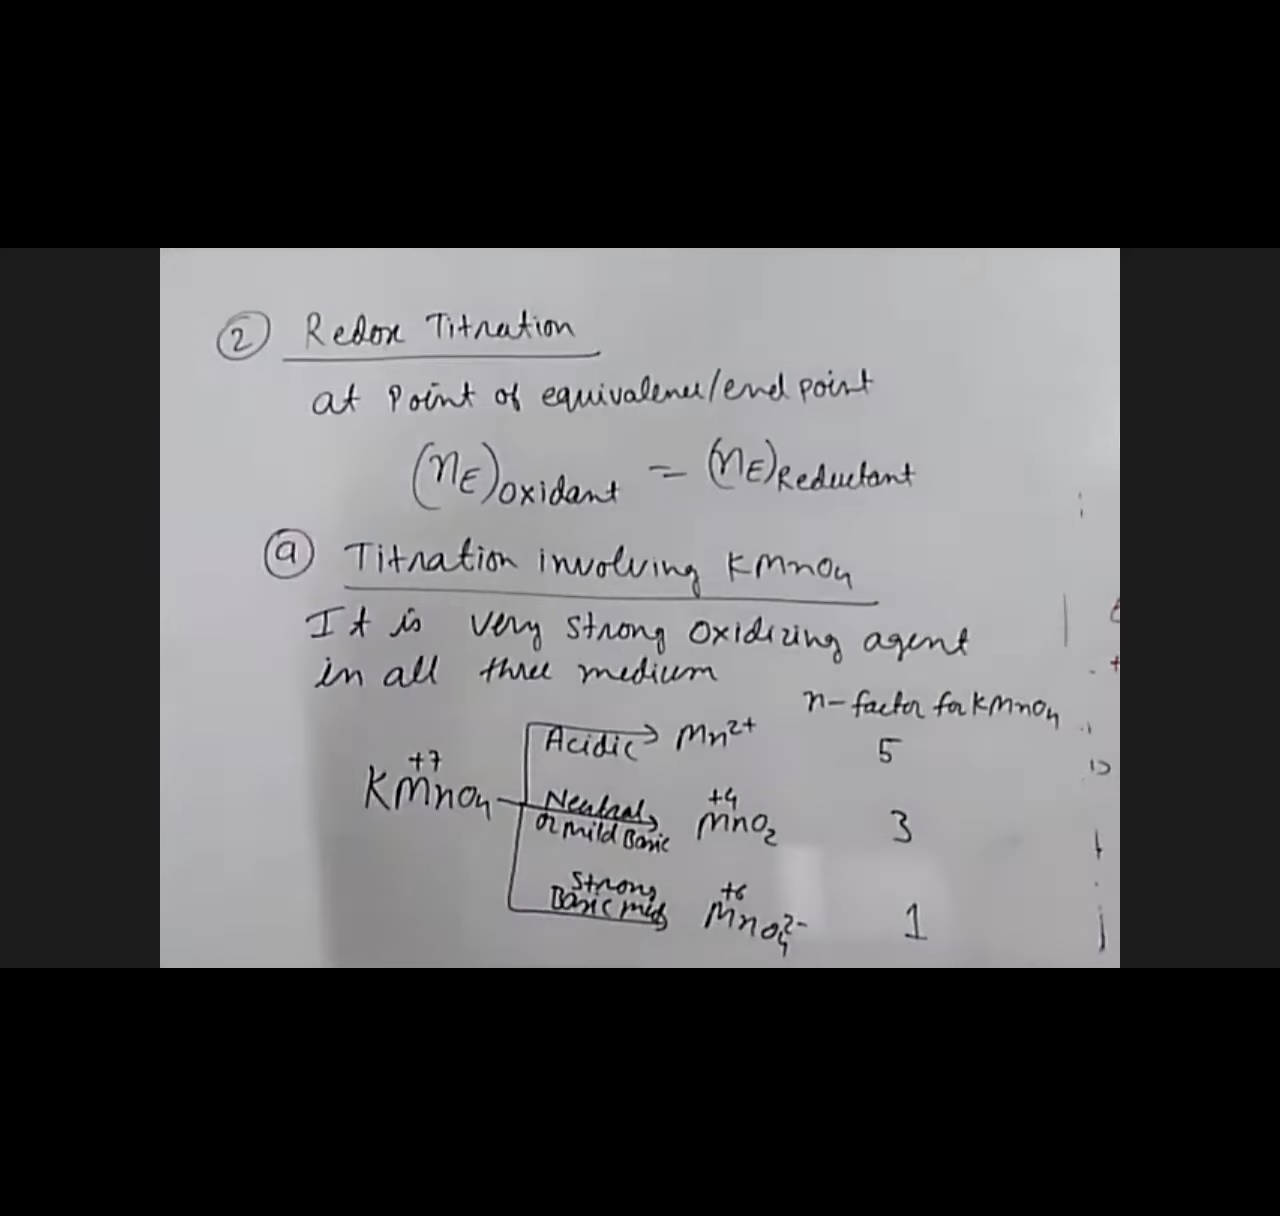 ② Redox Titration
at point of equivalence/end point
(nE)oxidant = (nE)Reductant
ⓐ Titration involving KMnO4
It is very strong oxidizing agent
in all three medium
n-factor for KMnO4
Acidic → Mn2+ 5
+7
KMnO4
Neutral or mild Basic → +4 MnO2 3
Strong Basic med → +6 MnO4 2- 1